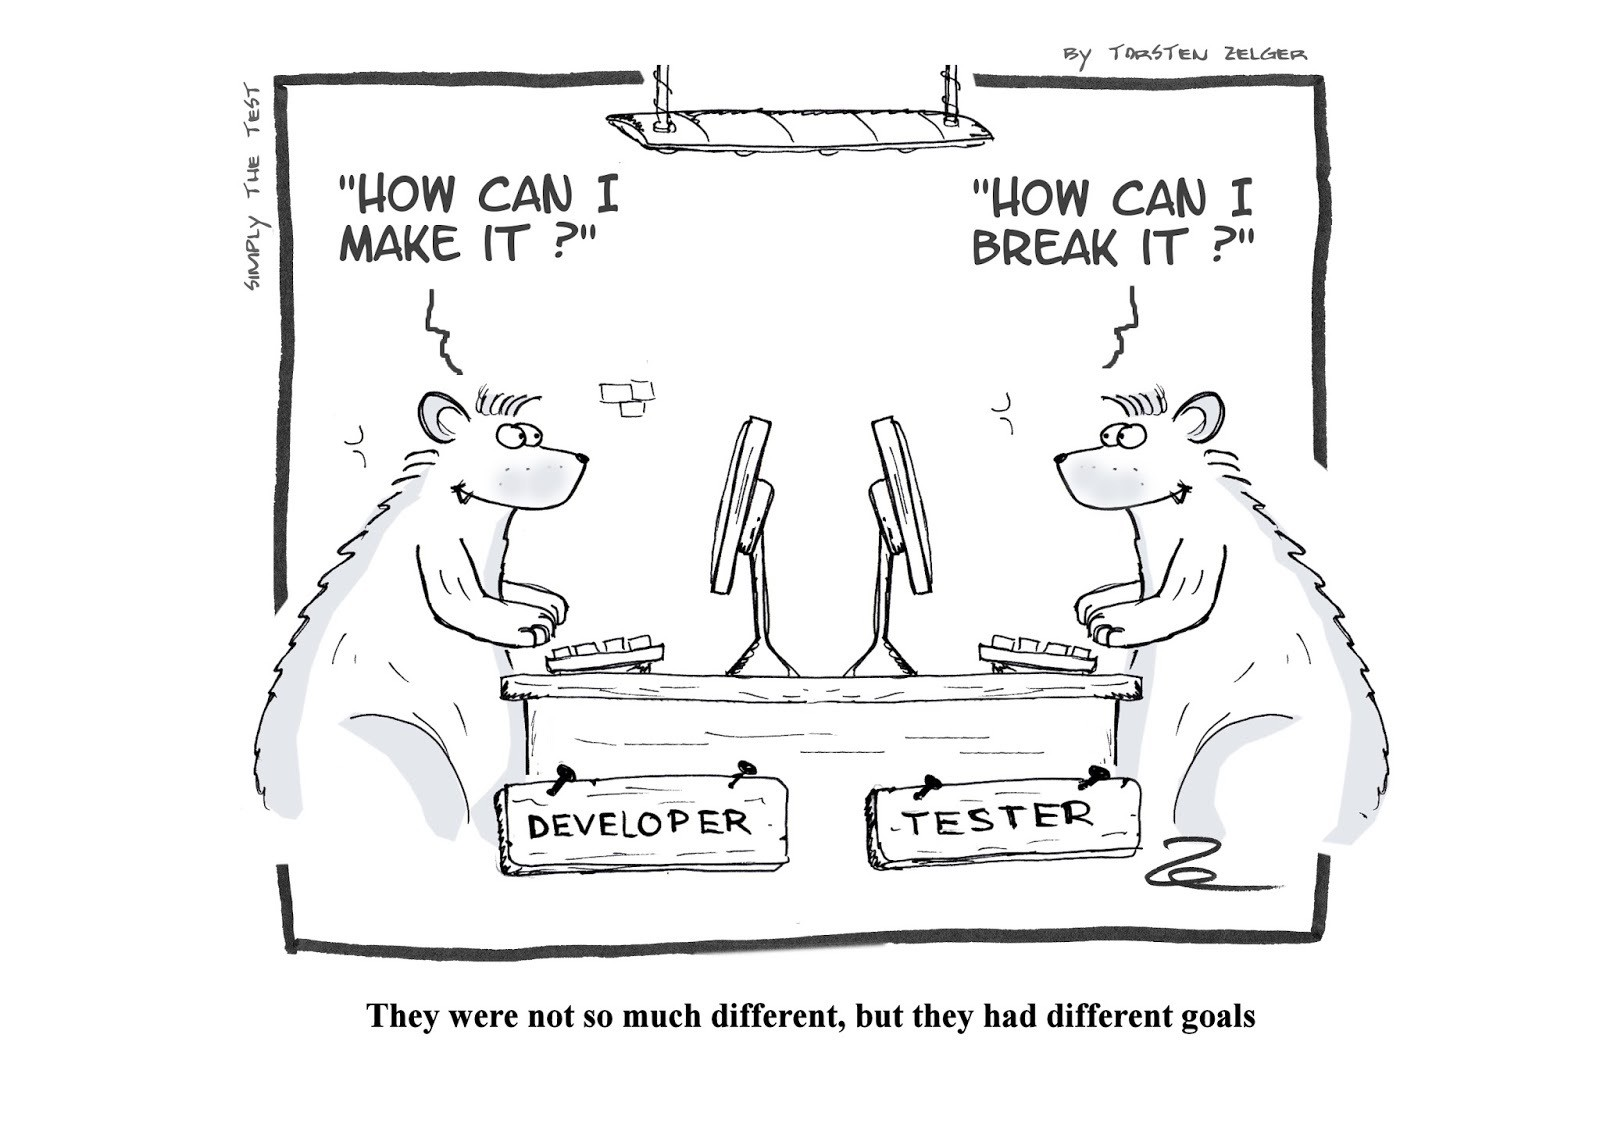 BY TORSTEN ZELGER
SIMPLY THE TEST
"HOW CAN I
MAKE IT ?"
"HOW CAN I
BREAK IT ?"
DEVELOPER
TESTER
Ze
They were not so much different, but they had different goals